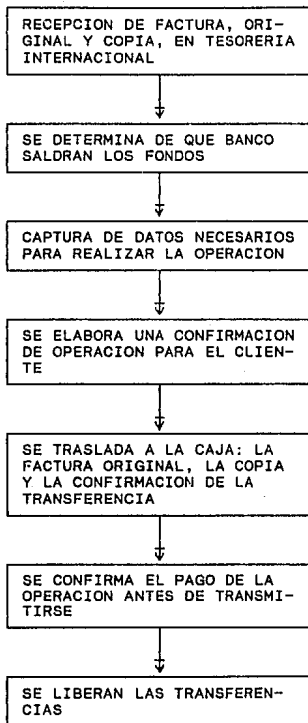 RECEPCION DE FACTURA, ORI-
GINAL Y COPIA, EN TESORERIA
INTERNACIONAL
SE DETERMINA DE QUE BANCO
SALDRAN LOS FONDOS
CAPTURA DE DATOS NECESARIOS
PARA REALIZAR LA OPERACION
SE ELABORA UNA CONFIRMACION
DE OPERACION PARA EL CLIEN-
TE
SE TRASLADA A LA CAJA: LA
FACTURA ORIGINAL, LA COPIA
Y LA CONFIRMACION DE LA
TRANSFERENCIA
SE CONFIRMA EL PAGO DE LA
OPERACION ANTES DE TRANSMI-
TIRSE
SE LIBERAN LAS TRANSFEREN-
CIAS